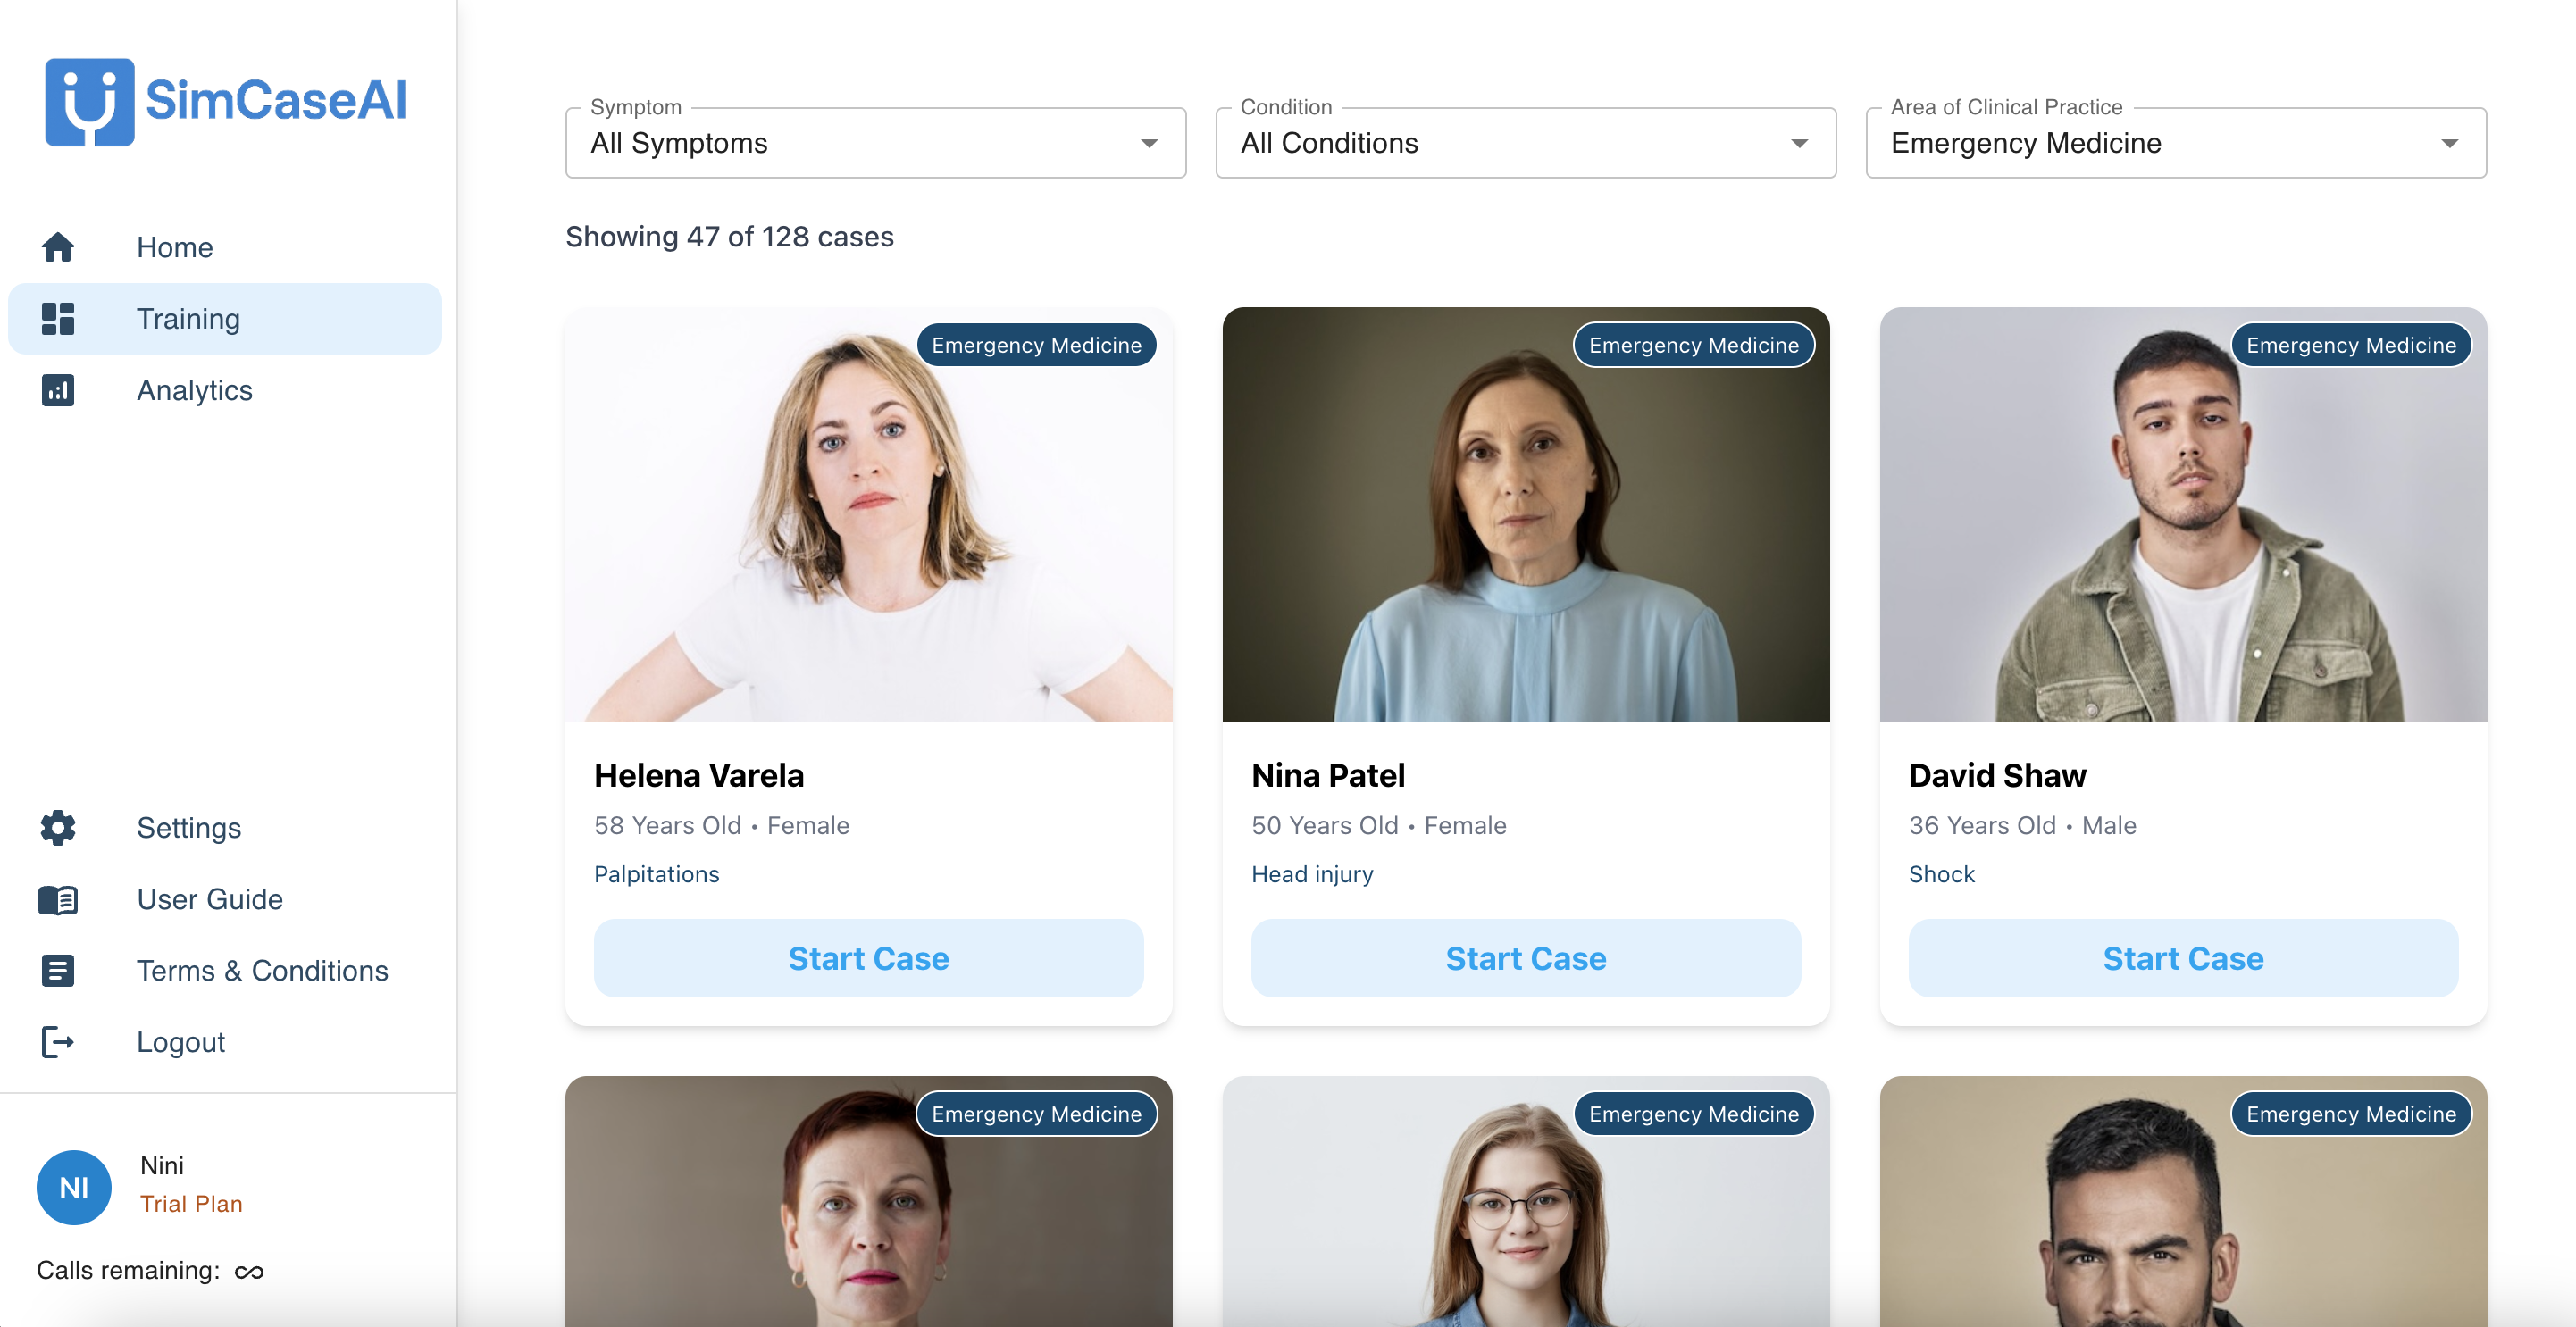 SimCaseAI
Home
Training
Analytics
Settings
User Guide
Terms & Conditions
Logout
NI
Nini
Trial Plan
Calls remaining: ∞
Symptom
All Symptoms
Condition
All Conditions
Area of Clinical Practice
Emergency Medicine
Showing 47 of 128 cases
Emergency Medicine
Helena Varela
58 Years Old • Female
Palpitations
Start Case
Emergency Medicine
Nina Patel
50 Years Old • Female
Head injury
Start Case
Emergency Medicine
David Shaw
36 Years Old • Male
Shock
Start Case
Emergency Medicine
Emergency Medicine
Emergency Medicine